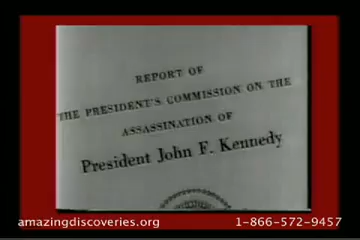 REPORT OF
THE PRESIDENT'S COMMISSION ON THE
ASSASSINATION OF
President John F. Kennedy
amazingdiscoveries.org 1-866-572-9457